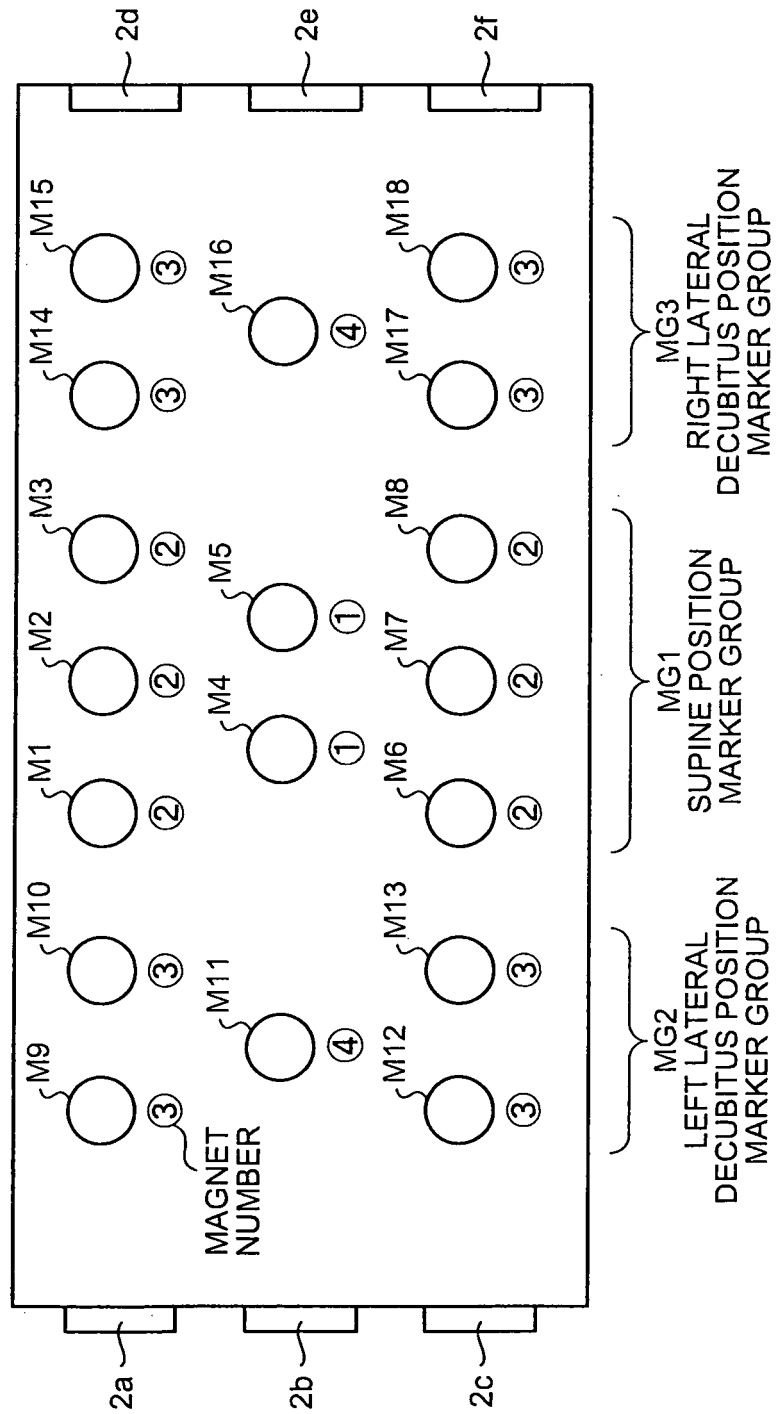 2d
2e
2f
M15
③
M14
③
M16
④
M18
③
M17
③
M3
②
M2
②
M1
②
M5
①
M4
①
M8
②
M7
②
M6
②
M10
③
M9
③
M11
④
M13
③
M12
③
MAGNET
NUMBER
2a
2b
2c
MG2
LEFT LATERAL
DECUBITUS POSITION
MARKER GROUP
MG1
SUPINE POSITION
MARKER GROUP
MG3
RIGHT LATERAL
DECUBITUS POSITION
MARKER GROUP